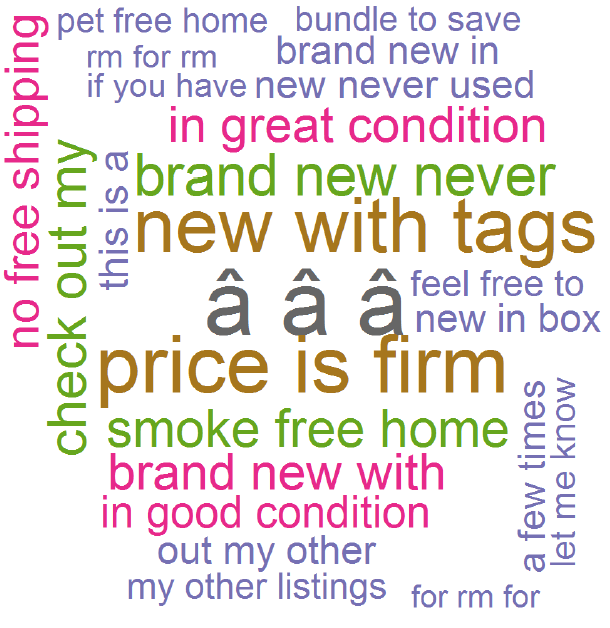 pet free home
bundle to save
rm for rm
brand new in
if you have
new never used
in great condition
no free shipping
check out my
this is a
brand new never
new with tags
â â â
feel free to
new in box
price is firm
smoke free home
a few times
let me know
brand new with
in good condition
out my other
my other listings
for rm for